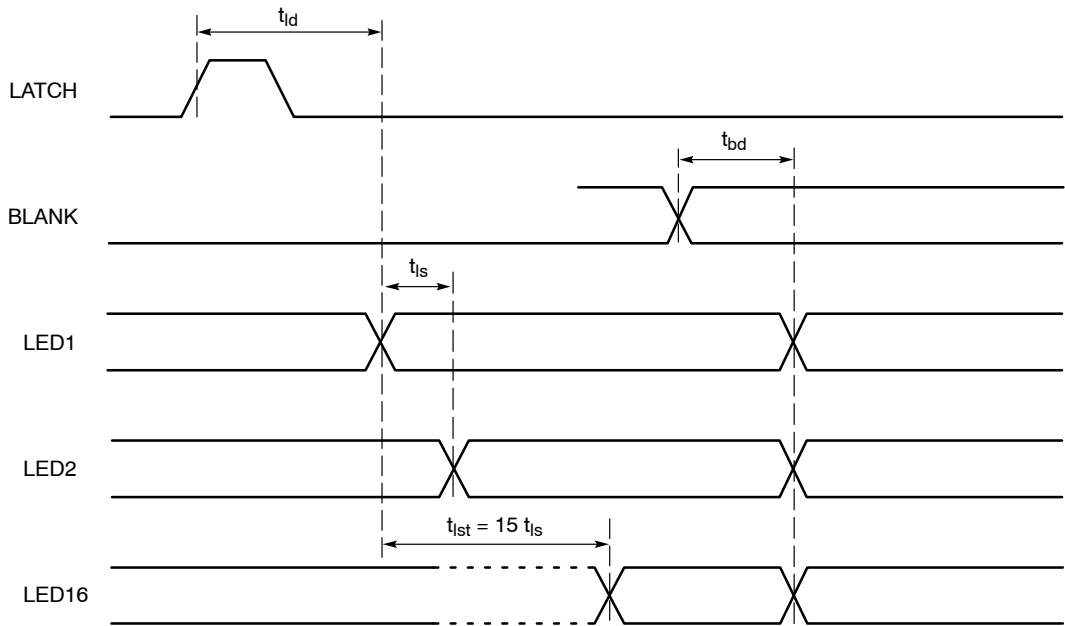 t_ld
LATCH
t_bd
BLANK
t_ls
LED1
LED2
t_lst = 15 t_ls
LED16